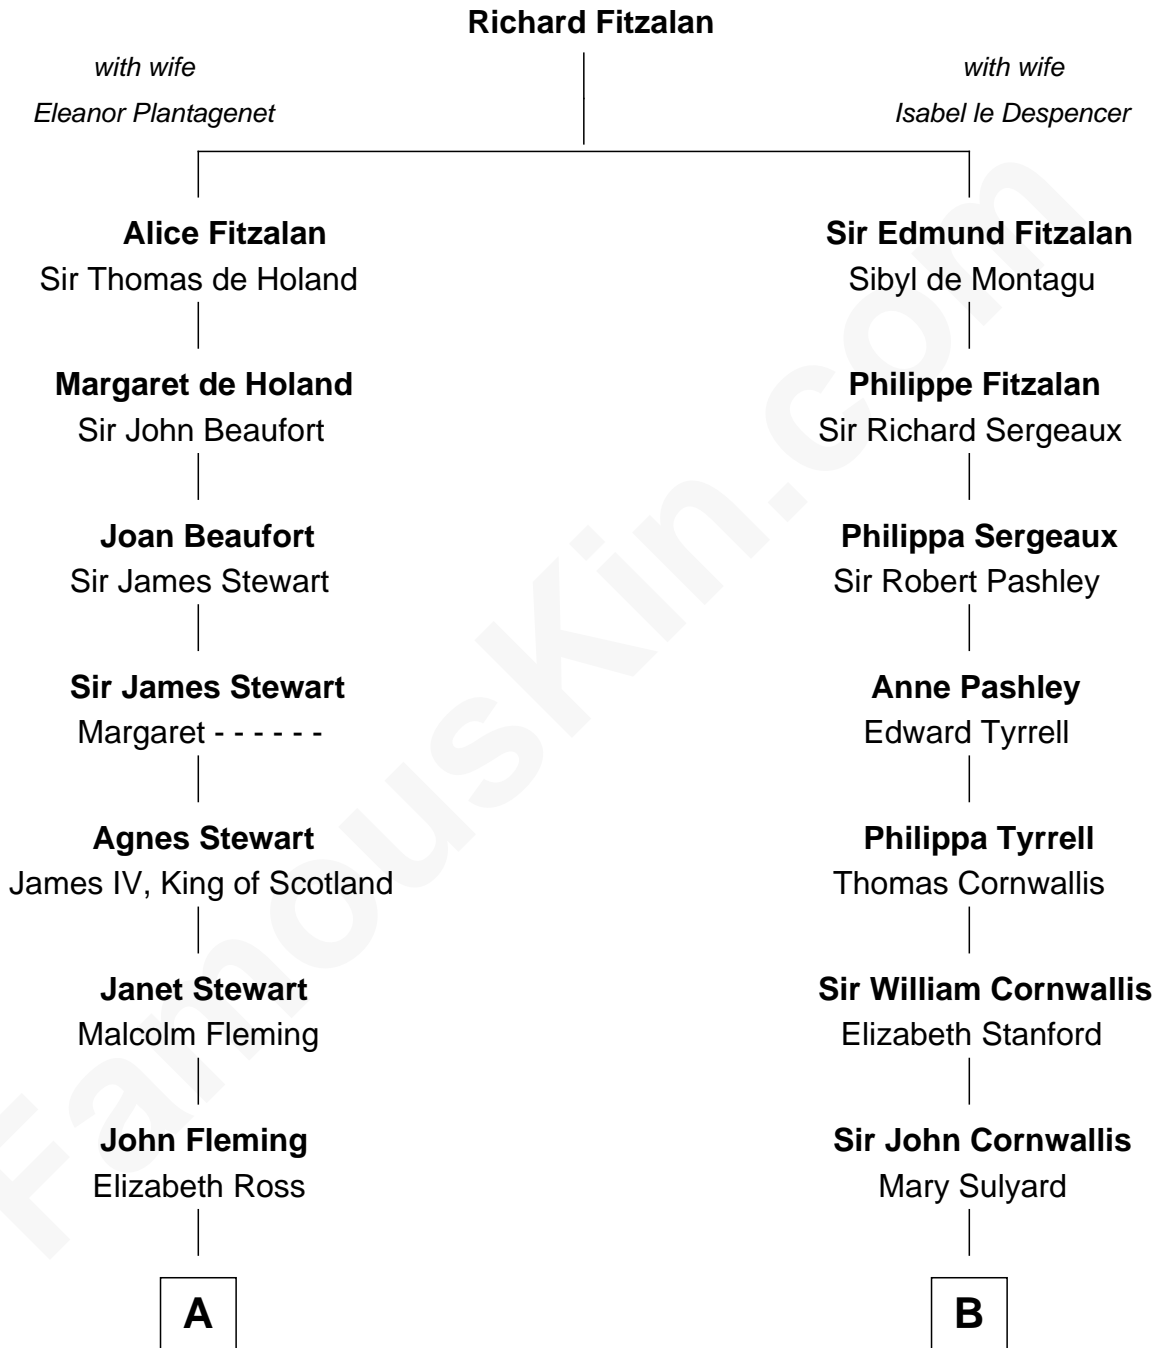 Richard Fitzalan
with wife
Eleanor Plantagenet
with wife
Isabel le Despencer
Alice Fitzalan
Sir Thomas de Holand
Margaret de Holand
Sir John Beaufort
Joan Beaufort
Sir James Stewart
Sir James Stewart
Margaret - - - - - -
Agnes Stewart
James IV, King of Scotland
Janet Stewart
Malcolm Fleming
John Fleming
Elizabeth Ross
A
Sir Edmund Fitzalan
Sibyl de Montagu
Philippe Fitzalan
Sir Richard Sergeaux
Philippa Sergeaux
Sir Robert Pashley
Anne Pashley
Edward Tyrrell
Philippa Tyrrell
Thomas Cornwallis
Sir William Cornwallis
Elizabeth Stanford
Sir John Cornwallis
Mary Sulyard
B
FamousKin.com